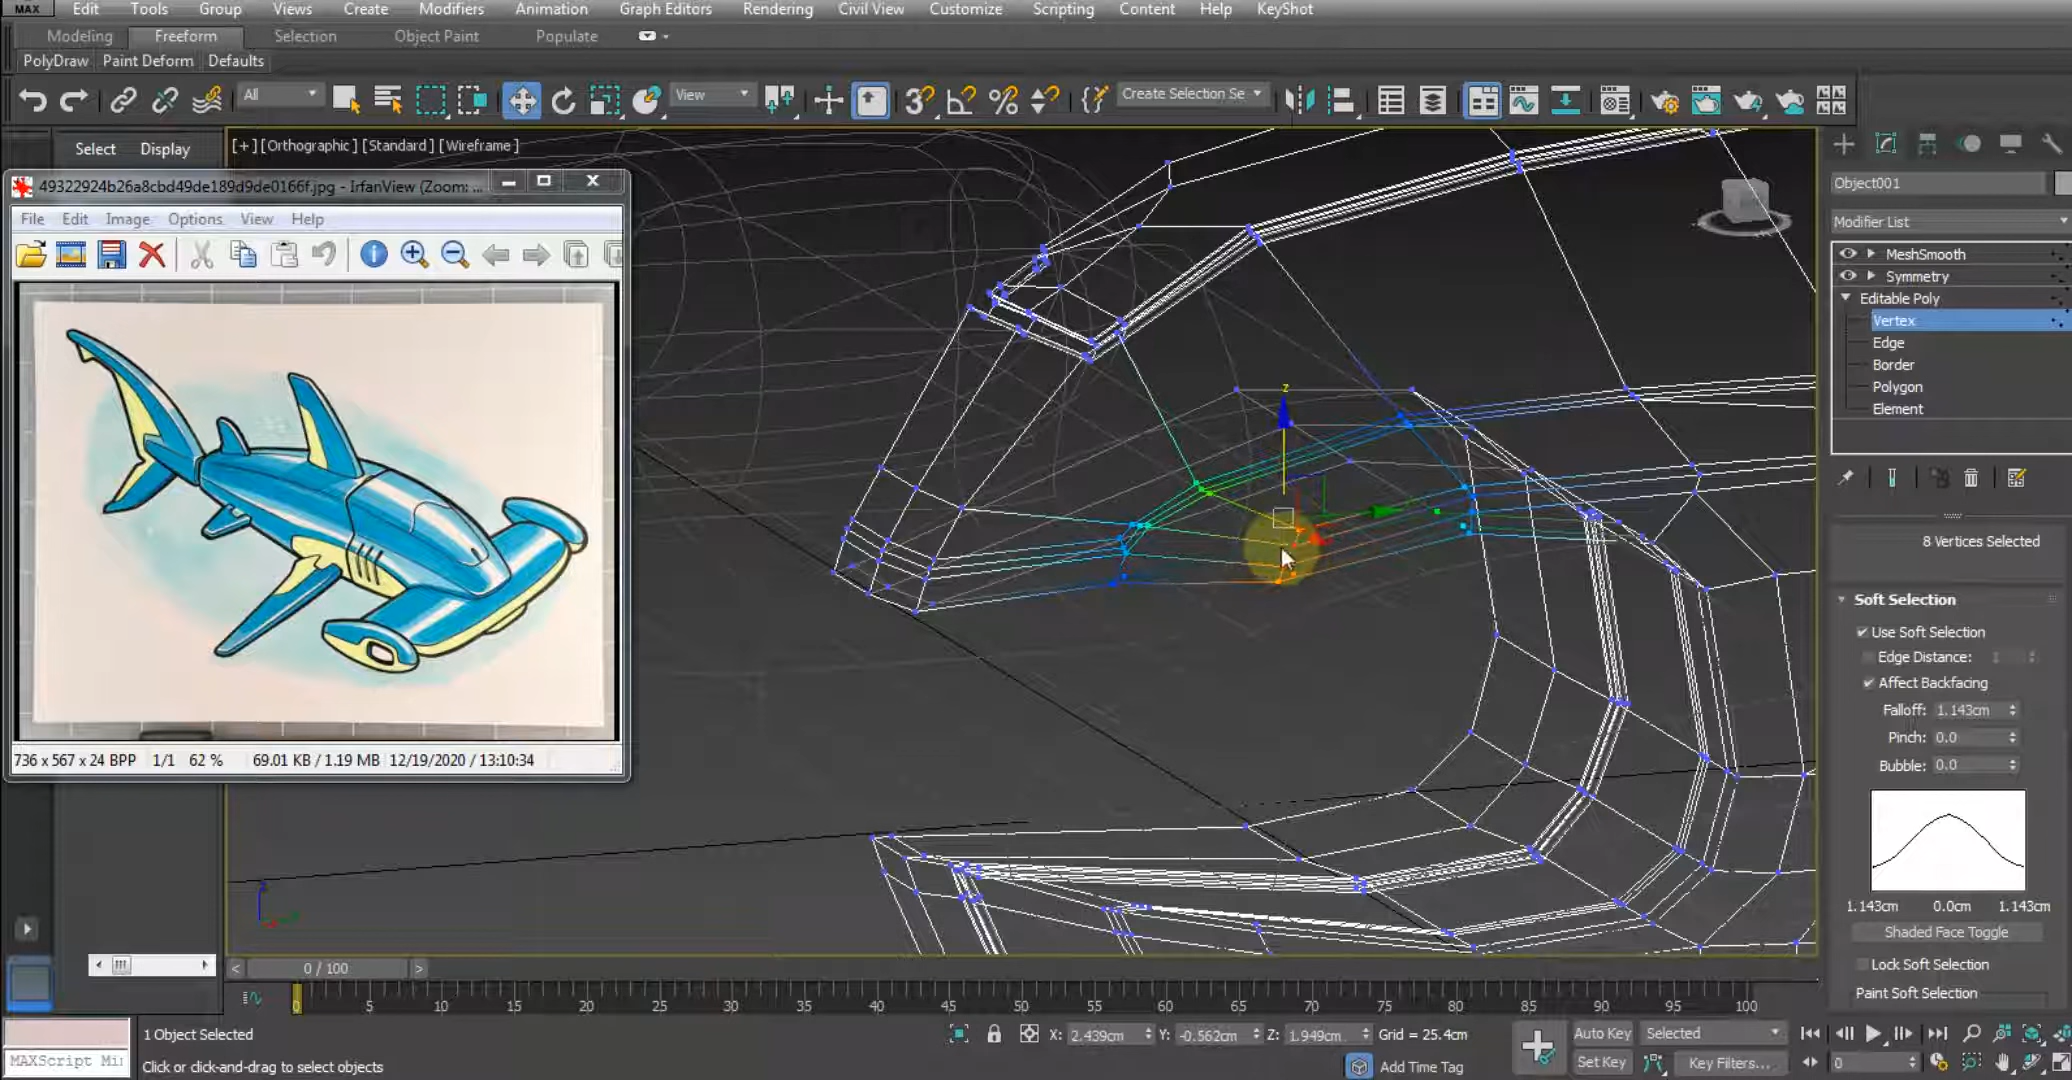 MAX Edit Tools Group Views Create Modifiers Animation Graph Editors Rendering Civil View Customize Scripting Content Help KeyShot
Modeling Freeform Selection Object Paint Populate
PolyDraw Paint Deform Defaults
All View Create Selection Se
Select Display [+] [Orthographic] [Standard] [Wireframe]
49322924b26a8cbd49de189d9de0166f.jpg - IrfanView (Zoom: ...
File Edit Image Options View Help
736 x 567 x 24 BPP 1/1 62 % 69.01 KB / 1.19 MB 12/19/2020 / 13:10:34
z
Object001
Modifier List
MeshSmooth
Symmetry
Editable Poly
Vertex
Edge
Border
Polygon
Element
8 Vertices Selected
Soft Selection
Use Soft Selection
Edge Distance: 1
Affect Backfacing
Falloff: 1.143cm
Pinch: 0.0
Bubble: 0.0
1.143cm 0.0cm 1.143cm
Shaded Face Toggle
Lock Soft Selection
Paint Soft Selection
< 0 / 100 >
0 5 10 15 20 25 30 35 40 45 50 55 60 65 70 75 80 85 90 95 100
1 Object Selected X: 2.439cm Y: -0.562cm Z: 1.949cm Grid = 25.4cm Auto Key Selected
MAXScript Mi Click or click-and-drag to select objects Add Time Tag Set Key Key Filters... 0